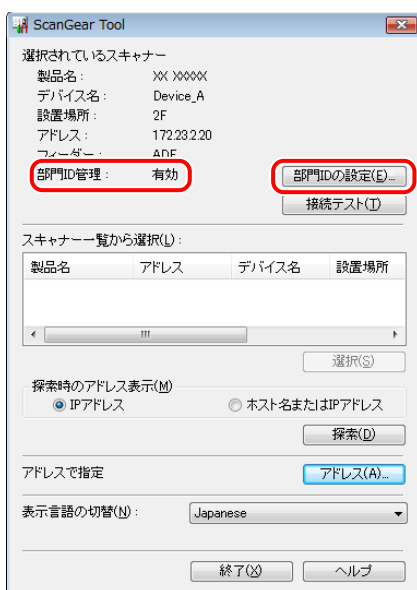 ScanGear Tool
選択されているスキャナー
製品名： XX XXXXX
デバイス名： Device_A
設置場所： 2F
アドレス： 172.23.2.20
フィーダー： ADF
部門ID管理： 有効 部門IDの設定(E)...
接続テスト(T)
スキャナー一覧から選択(L)：
製品名 アドレス デバイス名 設置場所
選択(S)
探索時のアドレス表示(M)
IPアドレス ホスト名またはIPアドレス
探索(D)
アドレスで指定 アドレス(A)...
表示言語の切替(N)： Japanese
終了(X) ヘルプ